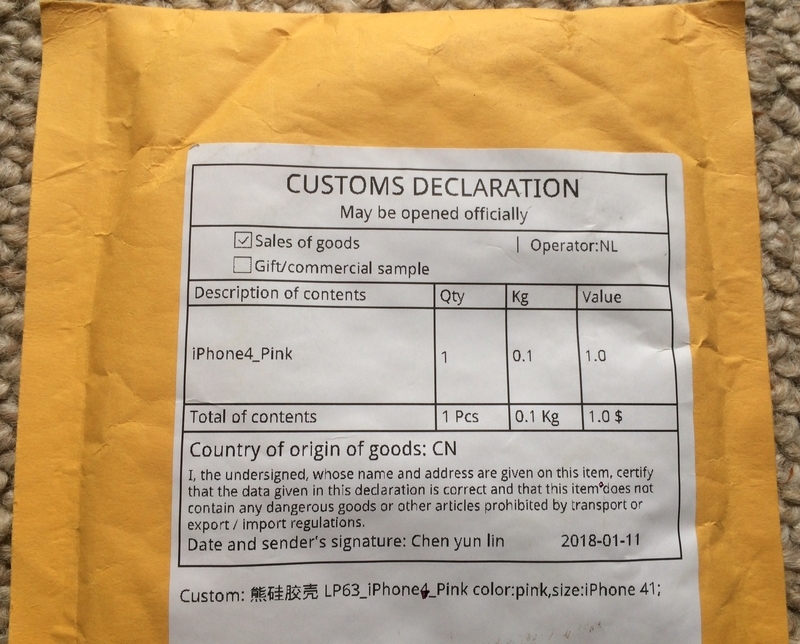 CUSTOMS DECLARATION
May be opened officially
Sales of goods | Operator:NL
Gift/commercial sample
Description of contents Qty Kg Value
iPhone4_Pink 1 0.1 1.0
Total of contents 1 Pcs 0.1 Kg 1.0 $
Country of origin of goods: CN
I, the undersigned, whose name and address are given on this item, certify
that the data given in this declaration is correct and that this item does not
contain any dangerous goods or other articles prohibited by transport or
export / import regulations.
Date and sender's signature: Chen yun lin 2018-01-11
Custom: 熊硅胶壳 LP63_iPhone4_Pink color:pink,size:iPhone 41;